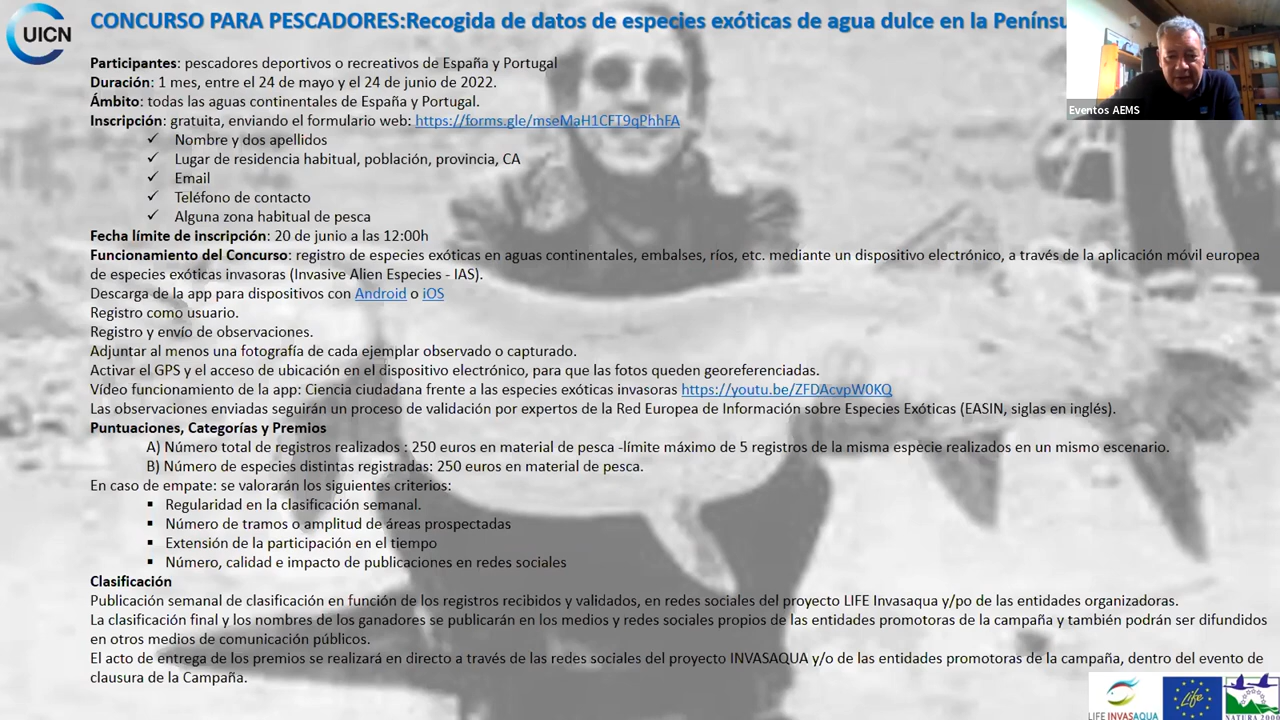 UICN
CONCURSO PARA PESCADORES:Recogida de datos de especies exóticas de agua dulce en la
Eventos AEMS
Participantes: pescadores deportivos o recreativos de España y Portugal
Duración: 1 mes, entre el 24 de mayo y el 24 de junio de 2022.
Ámbito: todas las aguas continentales de España y Portugal.
Inscripción: gratuita, enviando el formulario web: https://forms.gle/mseMaH1CFT9qPhhFA
✓ Nombre y dos apellidos
✓ Lugar de residencia habitual, población, provincia, CA
✓ Email
✓ Teléfono de contacto
✓ Alguna zona habitual de pesca
Fecha límite de inscripción: 20 de junio a las 12:00h
Funcionamiento del Concurso: registro de especies exóticas en aguas continentales, embalses, ríos, etc. mediante un dispositivo electrónico, a través de la aplicación móvil europea
de especies exóticas invasoras (Invasive Alien Especies - IAS).
Descarga de la app para dispositivos con Android o iOS
Registro como usuario.
Registro y envío de observaciones.
Adjuntar al menos una fotografía de cada ejemplar observado o capturado.
Activar el GPS y el acceso de ubicación en el dispositivo electrónico, para que las fotos queden georeferenciadas.
Vídeo funcionamiento de la app: Ciencia ciudadana frente a las especies exóticas invasoras https://youtu.be/ZFDAcvpW0KQ
Las observaciones enviadas seguirán un proceso de validación por expertos de la Red Europea de Información sobre Especies Exóticas (EASIN, siglas en inglés).
Puntuaciones, Categorías y Premios
A) Número total de registros realizados : 250 euros en material de pesca -límite máximo de 5 registros de la misma especie realizados en un mismo escenario.
B) Número de especies distintas registradas: 250 euros en material de pesca.
En caso de empate: se valorarán los siguientes criterios:
▪ Regularidad en la clasificación semanal.
▪ Número de tramos o amplitud de áreas prospectadas
▪ Extensión de la participación en el tiempo
▪ Número, calidad e impacto de publicaciones en redes sociales
Clasificación
Publicación semanal de clasificación en función de los registros recibidos y validados, en redes sociales del proyecto LIFE Invasaqua y/po de las entidades organizadoras.
La clasificación final y los nombres de los ganadores se publicarán en los medios y redes sociales propios de las entidades promotoras de la campaña y también podrán ser difundidos
en otros medios de comunicación públicos.
El acto de entrega de los premios se realizará en directo a través de las redes sociales del proyecto INVASAQUA y/o de las entidades promotoras de la campaña, dentro del evento de
clausura de la Campaña.
LIFE INVASAQUA
Life
NATURA 2000